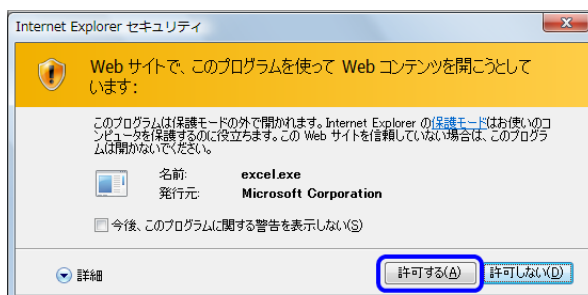 Internet Explorer セキュリティ
Web サイトで、このプログラムを使って Web コンテンツを開こうとして
います:
このプログラムは保護モードの外で開かれます。Internet Explorer の保護モードはお使いのコ
ンピュータを保護するのに役立ちます。この Web サイトを信頼していない場合は、このプログラ
ムは開かないでください。
名前: excel.exe
発行元: Microsoft Corporation
今後、このプログラムに関する警告を表示しない(S)
詳細 許可する(A) 許可しない(D)